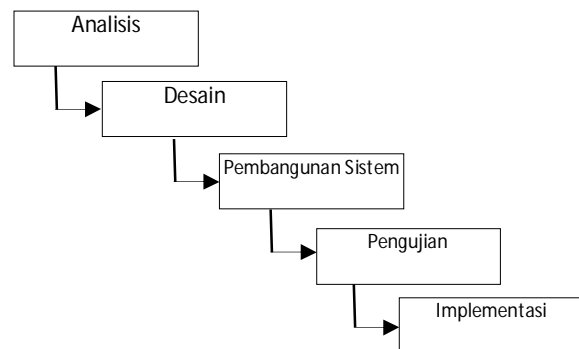 Analisis
Desain
Pembangunan Sistem
Pengujian
Implementasi